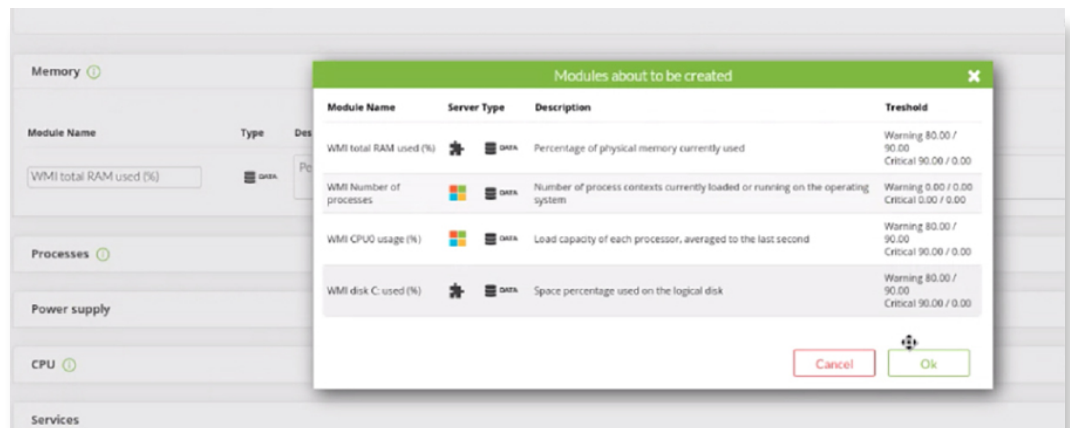 Memory
Modules about to be created
Module Name Server Type Description Treshold
Module Name Type Des
WMI total RAM used (%) DATA Percentage of physical memory currently used Warning 80.00 /
90.00
Critical 90.00 / 0.00
WMI total RAM used (%) DATA Pe
WMI Number of
processes DATA Number of process contexts currently loaded or running on the operating
system Warning 0.00 / 0.00
Critical 0.00 / 0.00
WMI CPU0 usage (%) DATA Load capacity of each processor, averaged to the last second Warning 80.00 /
90.00
Critical 90.00 / 0.00
Processes
WMI disk C: used (%) DATA Space percentage used on the logical disk Warning 80.00 /
90.00
Critical 90.00 / 0.00
Power supply
CPU
Cancel Ok
Services